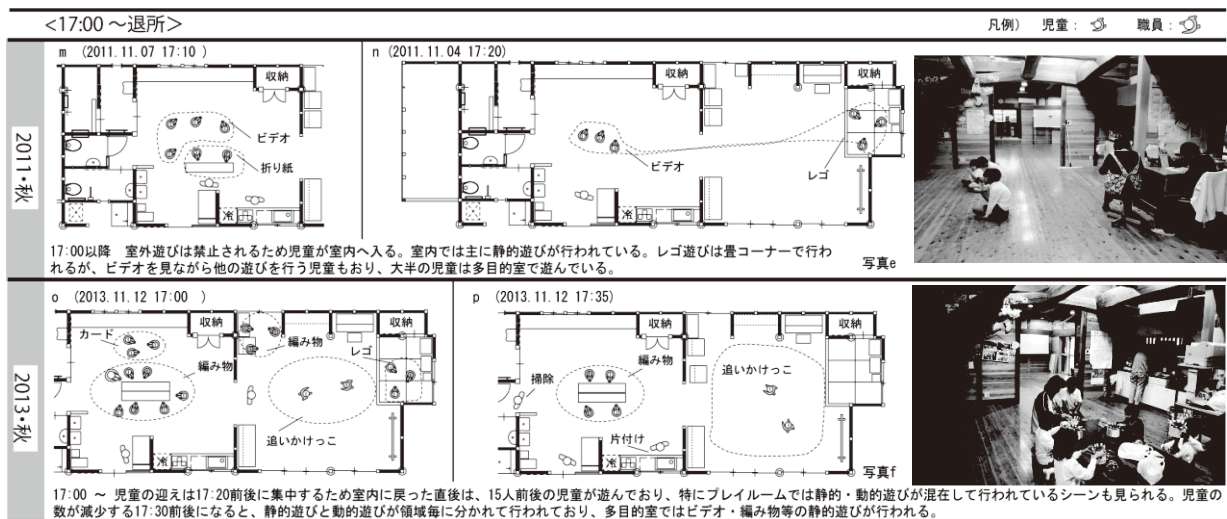 <17:00 ～退所>
凡例) 児童： 職員：
2011・秋
m (2011.11.07 17:10 )
収納
ビデオ
折り紙
冷
n (2011.11.04 17:20)
収納
収納
ビデオ
レゴ
冷
写真e
17:00以降 室外遊びは禁止されるため児童が室内へ入る。室内では主に静的遊びが行われている。レゴ遊びは畳コーナーで行わ
れるが、ビデオを見ながら他の遊びを行う児童もおり、大半の児童は多目的室で遊んでいる。
2013・秋
o (2013.11.12 17:00 )
カード
収納
編み物
収納
レゴ
編み物
追いかけっこ
冷
p (2013.11.12 17:35)
収納
収納
掃除
編み物
追いかけっこ
片付け
冷
写真f
17:00 ～ 児童の迎えは17:20前後に集中するため室内に戻った直後は、15人前後の児童が遊んでおり、特にプレイルームでは静的・動的遊びが混在して行われているシーンも見られる。児童の
数が減少する17:30前後になると、静的遊びと動的遊びが領域毎に分かれて行われており、多目的室ではビデオ・編み物等の静的遊びが行われる。